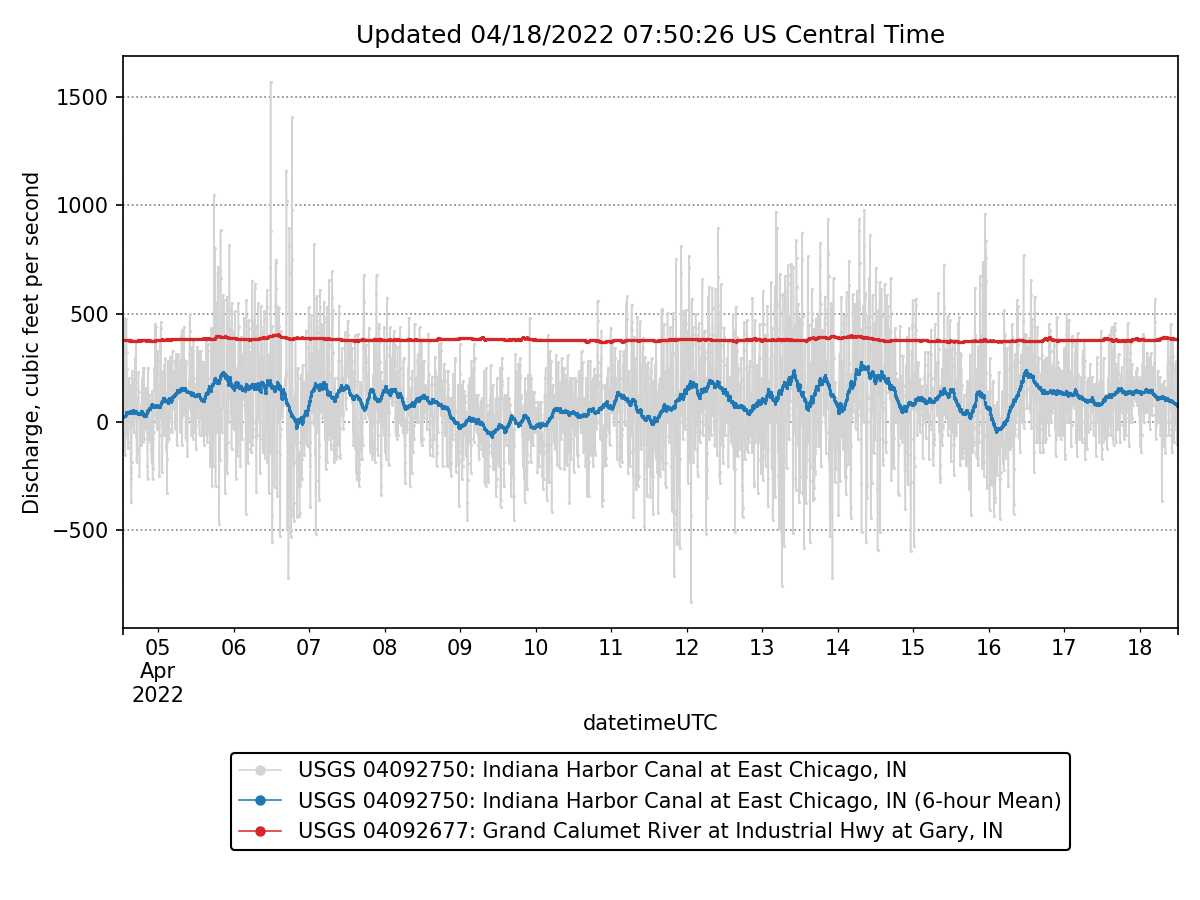 Updated 04/18/2022 07:50:26 US Central Time
Discharge, cubic feet per second
1500
1000
500
0
−500
05 06 07 08 09 10 11 12 13 14 15 16 17 18
Apr
2022
datetimeUTC
USGS 04092750: Indiana Harbor Canal at East Chicago, IN
USGS 04092750: Indiana Harbor Canal at East Chicago, IN (6-hour Mean)
USGS 04092677: Grand Calumet River at Industrial Hwy at Gary, IN